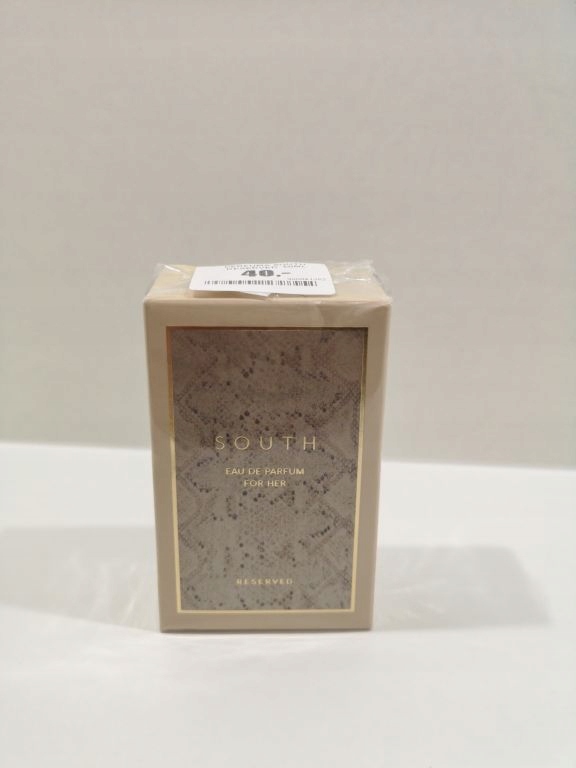 40,-
SOUTH
EAU DE PARFUM
FOR HER
RESERVED